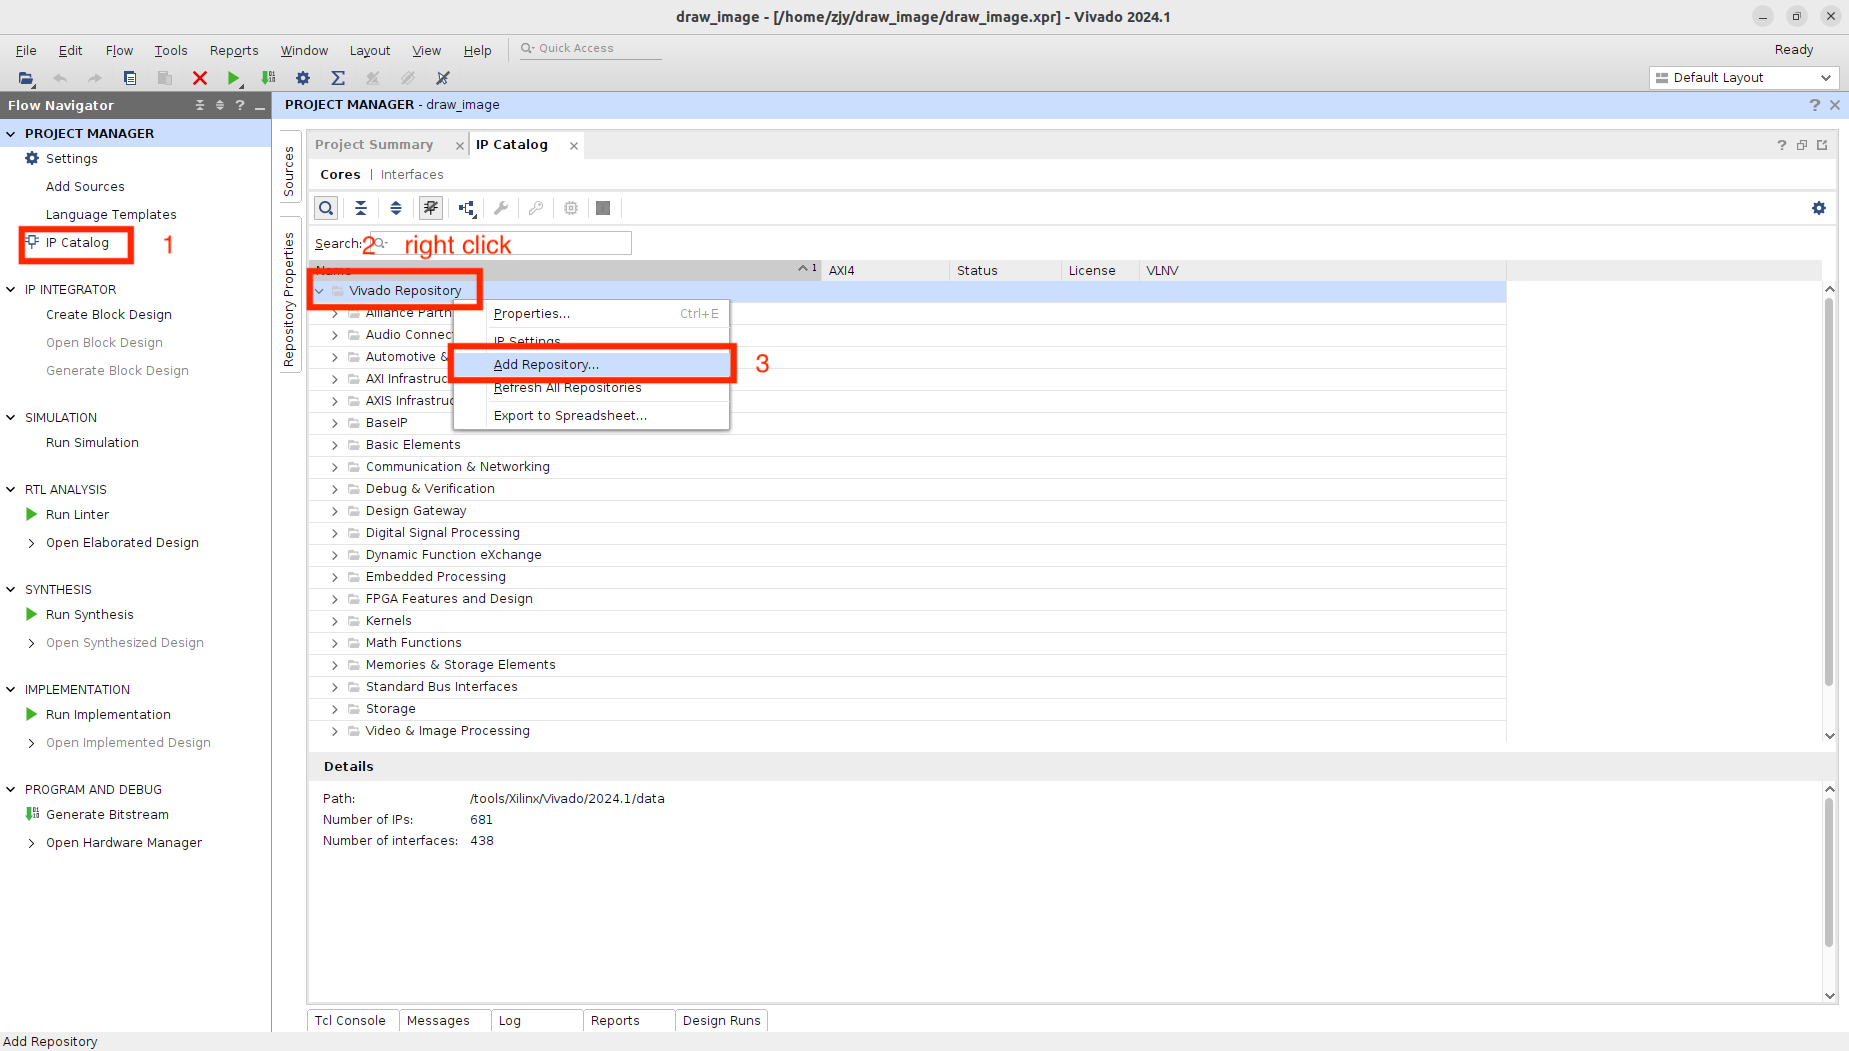 draw_image - [/home/zjy/draw_image/draw_image.xpr] - Vivado 2024.1
File Edit Flow Tools Reports Window Layout View Help Quick Access Ready
Default Layout
Flow Navigator
PROJECT MANAGER
Settings
Add Sources
Language Templates
IP Catalog 1
IP INTEGRATOR
Create Block Design
Open Block Design
Generate Block Design
SIMULATION
Run Simulation
RTL ANALYSIS
Run Linter
Open Elaborated Design
SYNTHESIS
Run Synthesis
Open Synthesized Design
IMPLEMENTATION
Run Implementation
Open Implemented Design
PROGRAM AND DEBUG
Generate Bitstream
Open Hardware Manager
PROJECT MANAGER - draw_image
Sources
Repository Properties
Project Summary IP Catalog
Cores | Interfaces
Search: 2 right click
Name 1 AXI4 Status License VLNV
Vivado Repository
Alliance Partn
Audio Connect
Automotive &
AXI Infrastruc
AXIS Infrastruc
BaseIP
Basic Elements
Communication & Networking
Debug & Verification
Design Gateway
Digital Signal Processing
Dynamic Function eXchange
Embedded Processing
FPGA Features and Design
Kernels
Math Functions
Memories & Storage Elements
Standard Bus Interfaces
Storage
Video & Image Processing
Properties... Ctrl+E
IP Settings
Add Repository... 3
Refresh All Repositories
Export to Spreadsheet...
Details
Path: /tools/Xilinx/Vivado/2024.1/data
Number of IPs: 681
Number of interfaces: 438
Tcl Console Messages Log Reports Design Runs
Add Repository